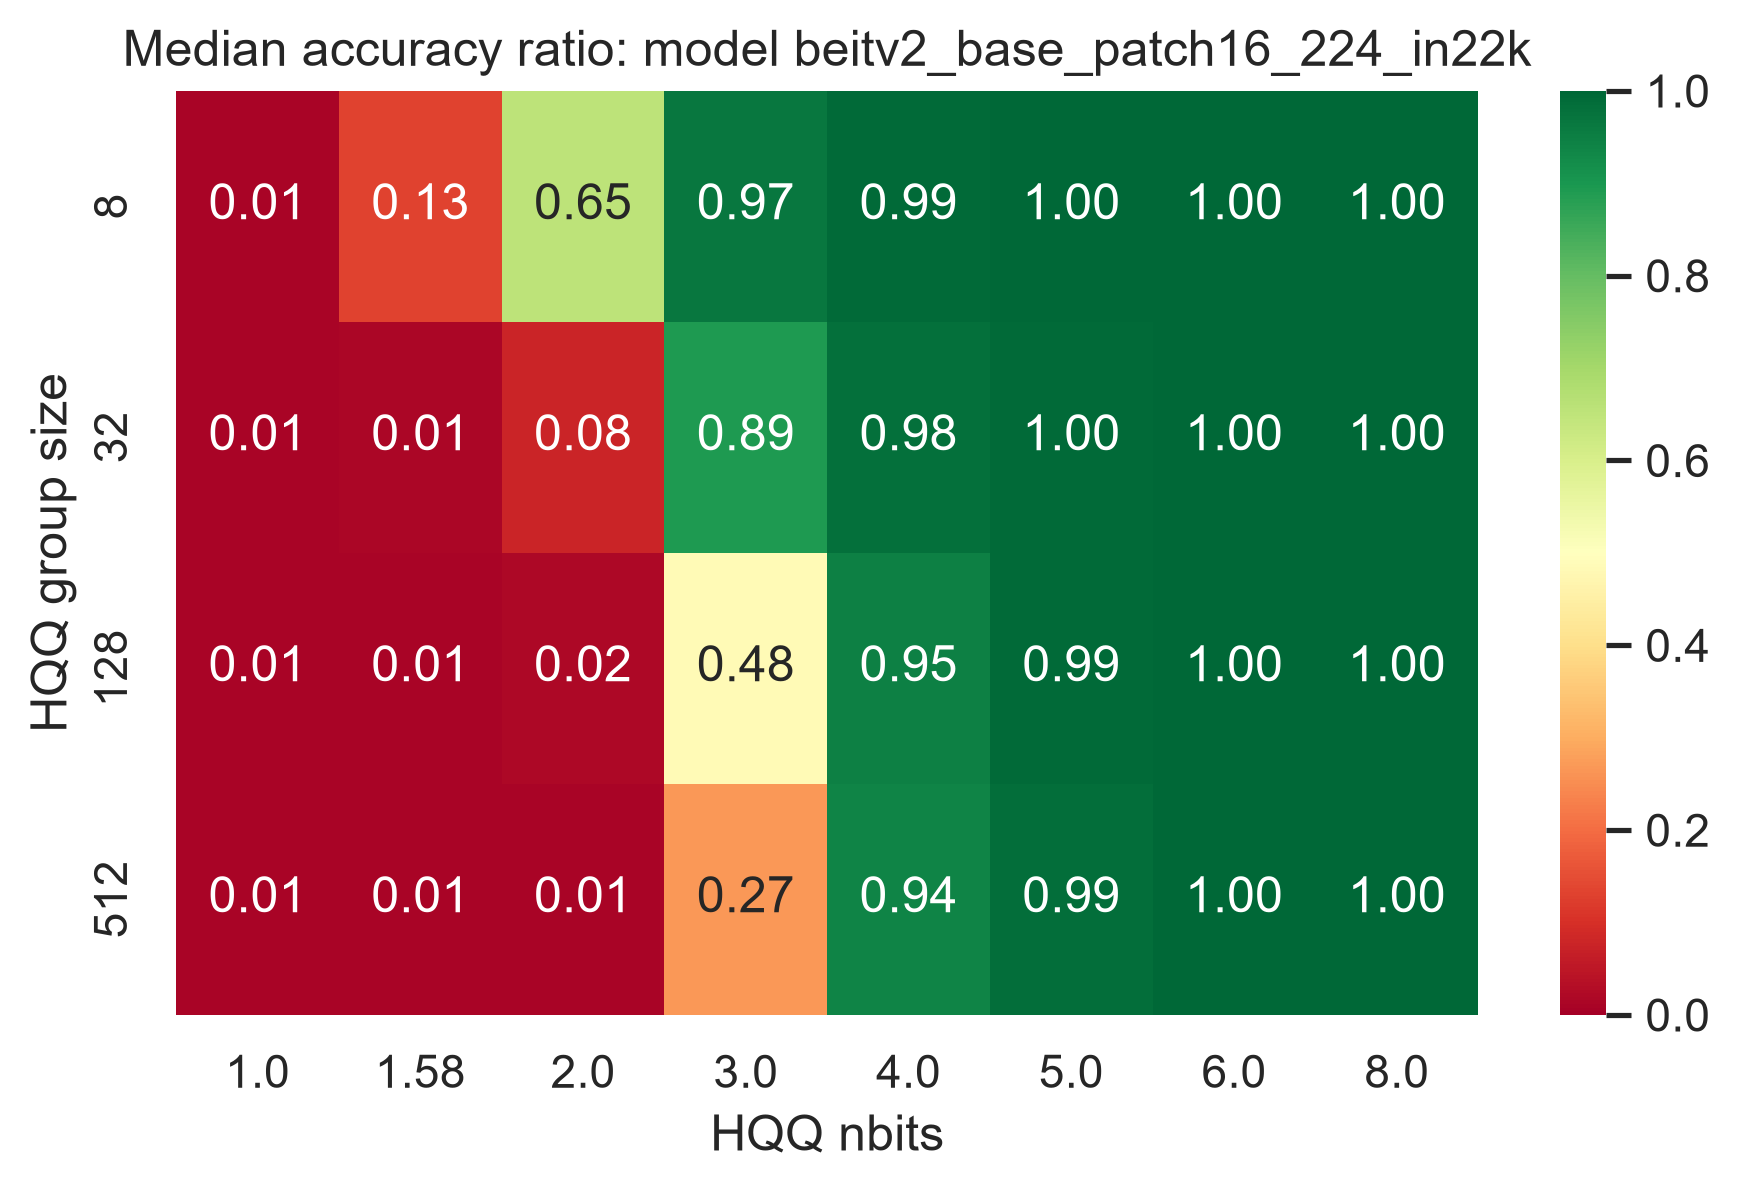 Median accuracy ratio: model beitv2_base_patch16_224_in22k
HQQ group size
8
0.01 0.13 0.65 0.97 0.99 1.00 1.00 1.00
32
0.01 0.01 0.08 0.89 0.98 1.00 1.00 1.00
128
0.01 0.01 0.02 0.48 0.95 0.99 1.00 1.00
512
0.01 0.01 0.01 0.27 0.94 0.99 1.00 1.00
1.0 1.58 2.0 3.0 4.0 5.0 6.0 8.0
HQQ nbits
1.0
0.8
0.6
0.4
0.2
0.0